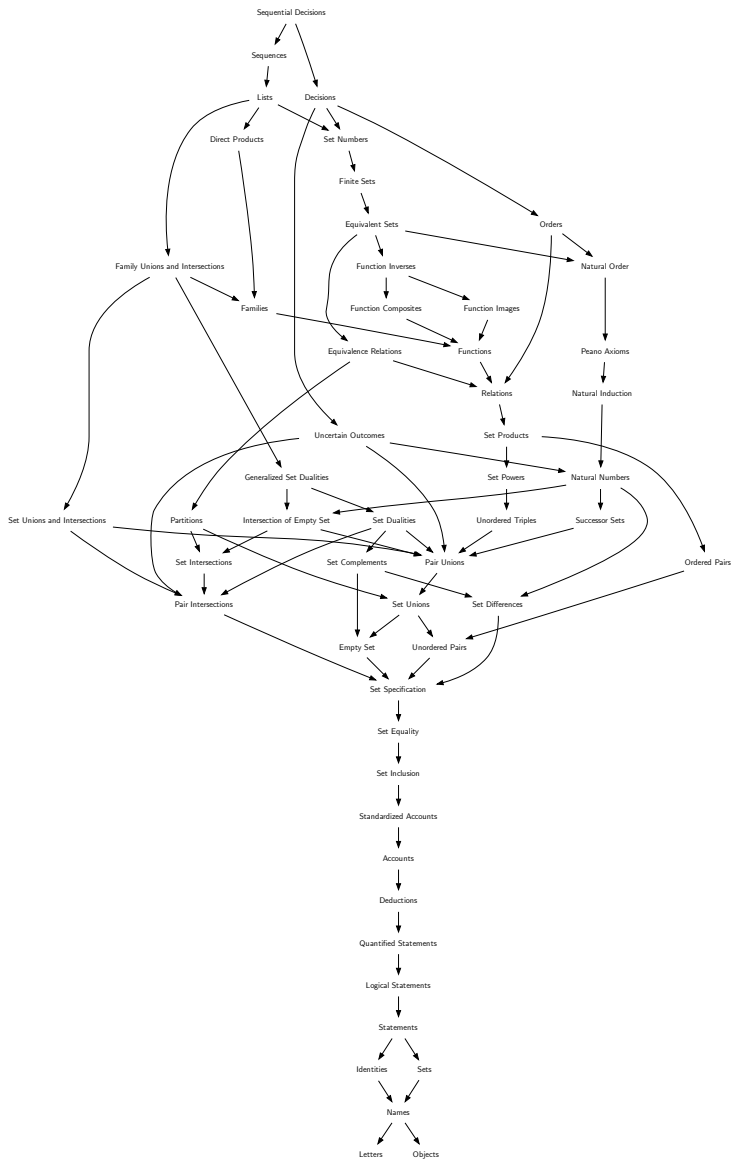 Sequential Decisions
Sequences
Lists
Decisions
Direct Products
Set Numbers
Finite Sets
Equivalent Sets
Orders
Family Unions and Intersections
Function Inverses
Natural Order
Families
Function Composites
Function Images
Equivalence Relations
Functions
Peano Axioms
Relations
Natural Induction
Uncertain Outcomes
Set Products
Generalized Set Dualities
Set Powers
Natural Numbers
Set Unions and Intersections
Partitions
Intersection of Empty Set
Set Dualities
Unordered Triples
Successor Sets
Set Intersections
Set Complements
Pair Unions
Ordered Pairs
Pair Intersections
Set Unions
Set Differences
Empty Set
Unordered Pairs
Set Specification
Set Equality
Set Inclusion
Standardized Accounts
Accounts
Deductions
Quantified Statements
Logical Statements
Statements
Identities
Sets
Names
Letters
Objects